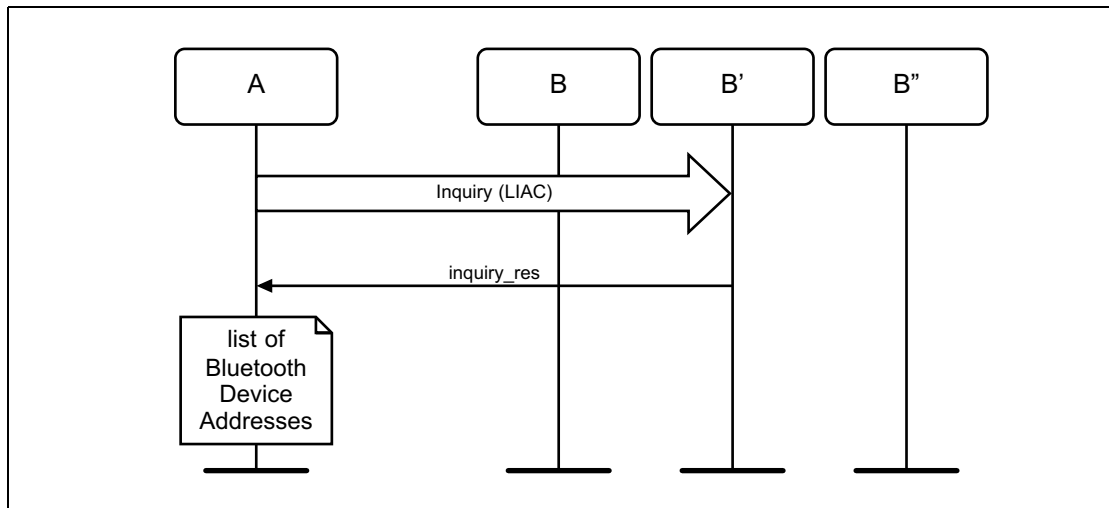 A
B
B’
B”
Inquiry (LIAC)
inquiry_res
list of
Bluetooth
Device
Addresses